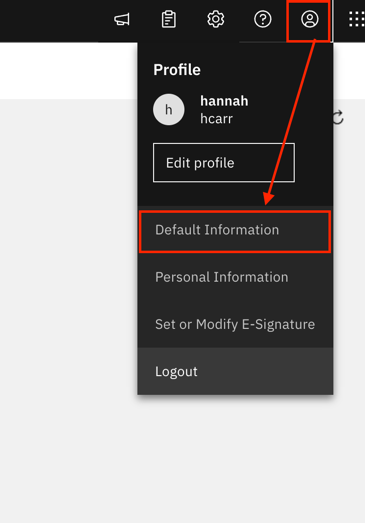 Profile
h
hannah
hcarr
Edit profile
Default Information
Personal Information
Set or Modify E-Signature
Logout